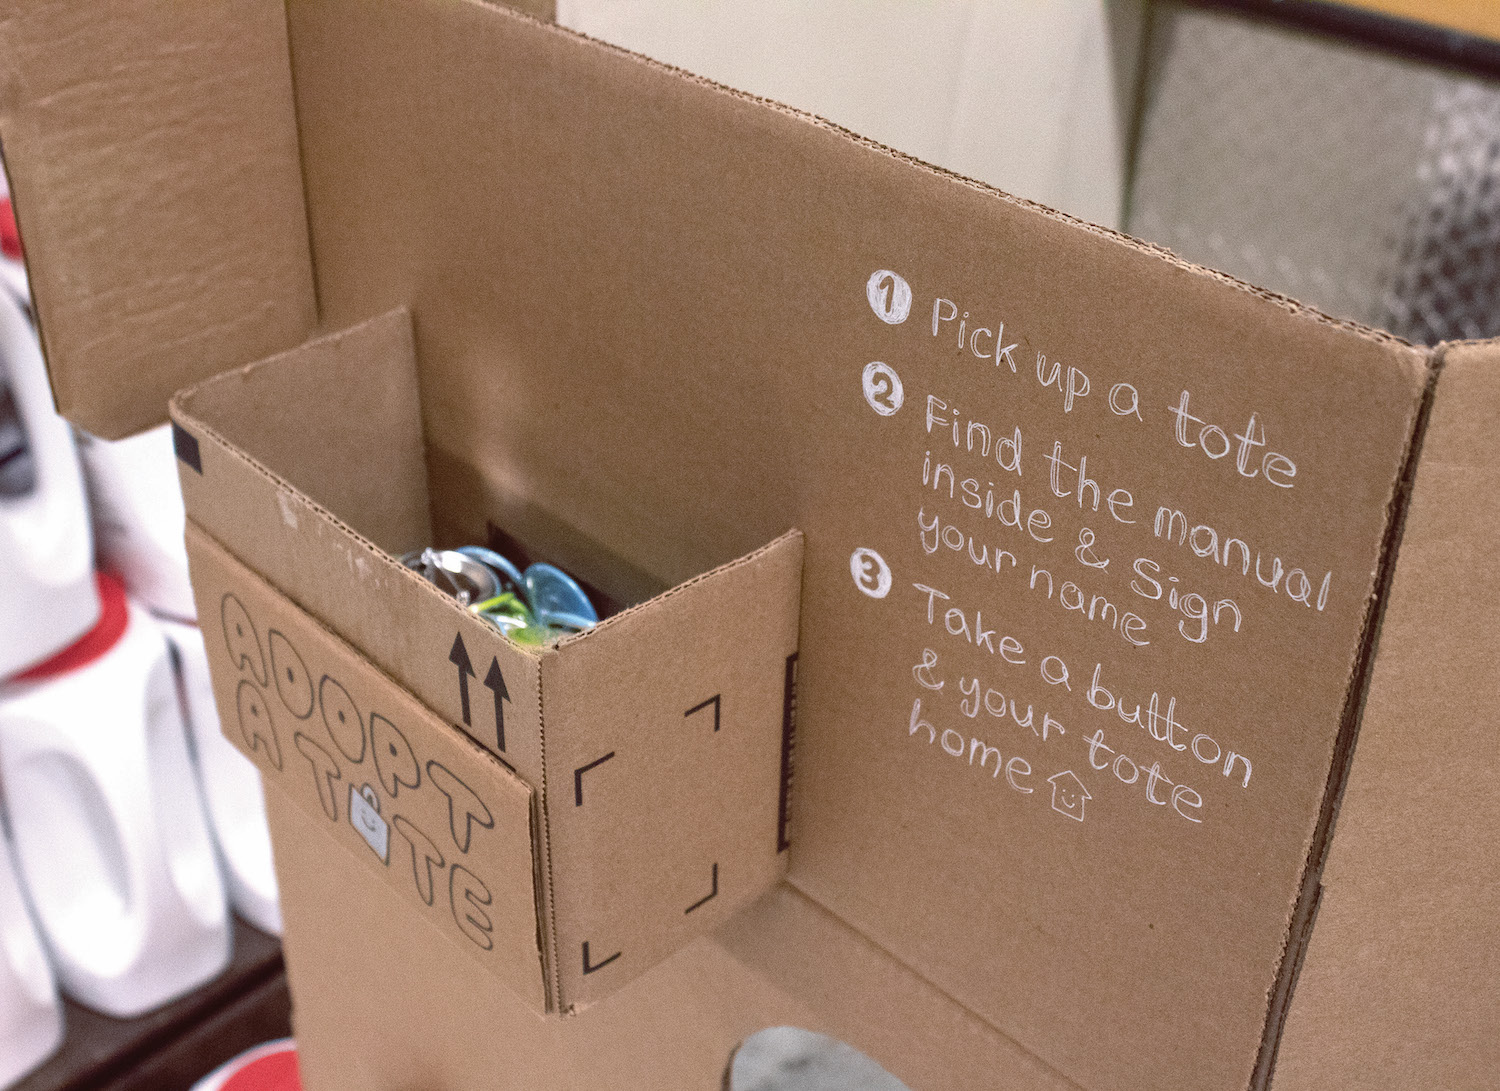 1 Pick up a tote
2 Find the manual
inside & Sign
your name
3 Take a button
& your tote
home
ADOPT
A TOTE